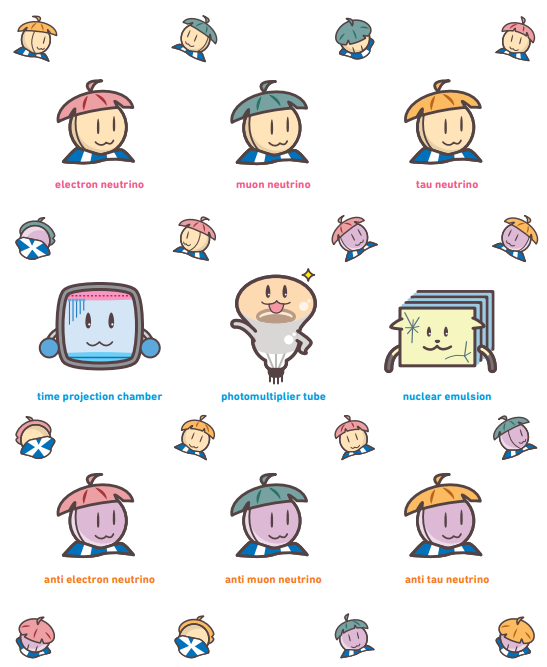 electron neutrino
muon neutrino
tau neutrino
time projection chamber
photomultiplier tube
nuclear emulsion
anti electron neutrino
anti muon neutrino
anti tau neutrino